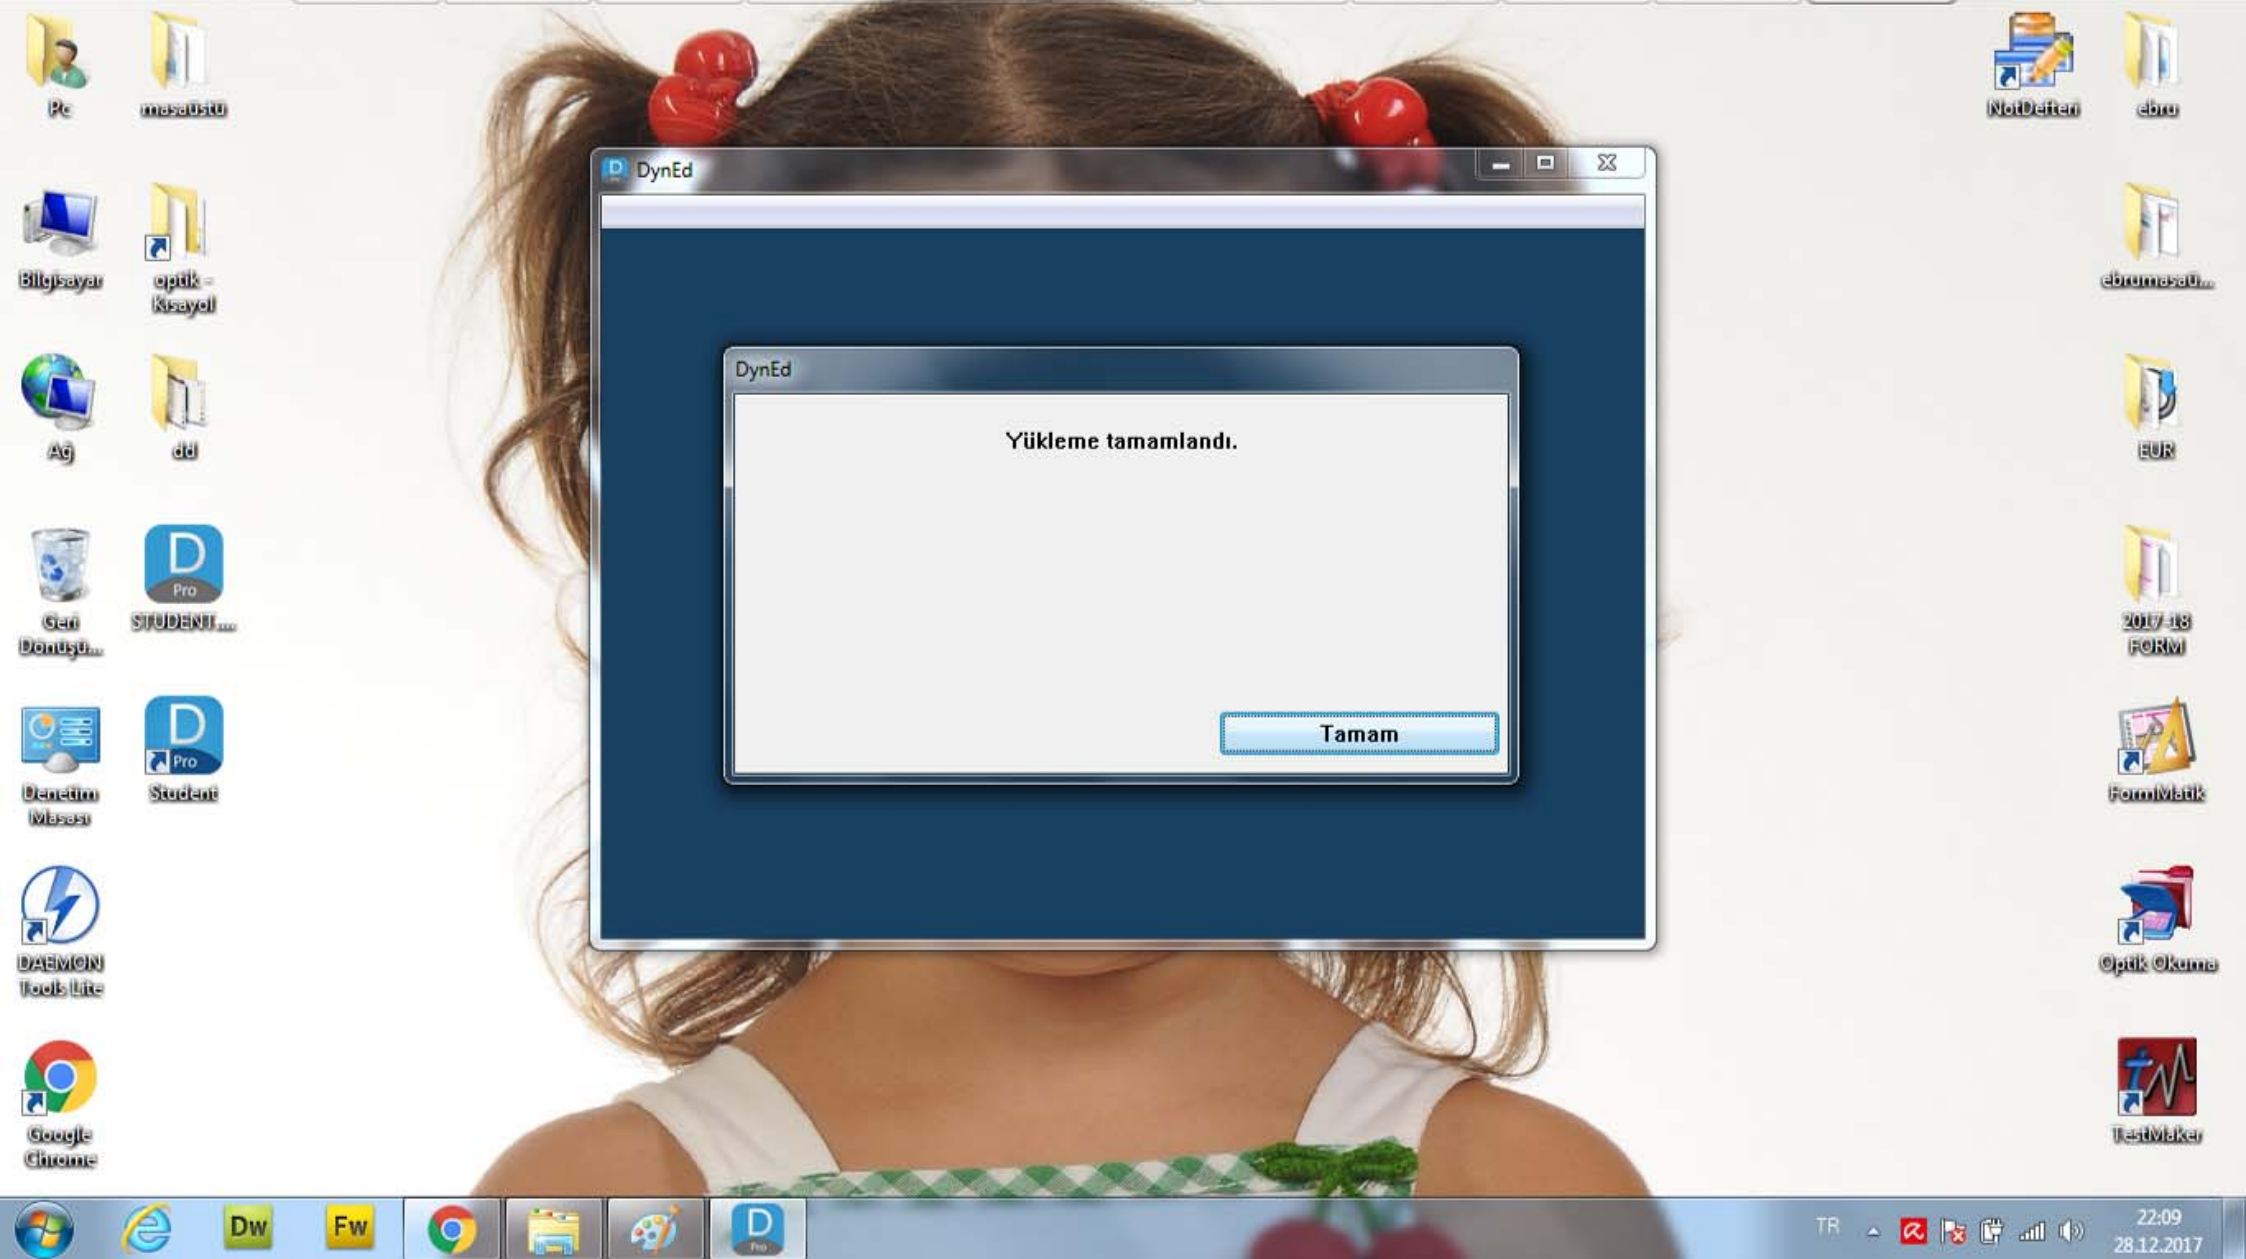 Pc
masaüstü
Bilgisayar
optik -
Kısayol
Ağ
dd
Geri
Dönüşü...
D
Pro
STUDENT....
Denetim
Masası
D
Pro
Student
DAEMON
Tools Lite
Google
Chrome
DynEd
DynEd
Yükleme tamamlandı.
Tamam
NotDefteri
ebru
ebrumasaü...
EUR
2017-18
FORM
FormMatik
Optik Okuma
TestMaker
Dw
Fw
D
Pro
TR
22:09
28.12.2017